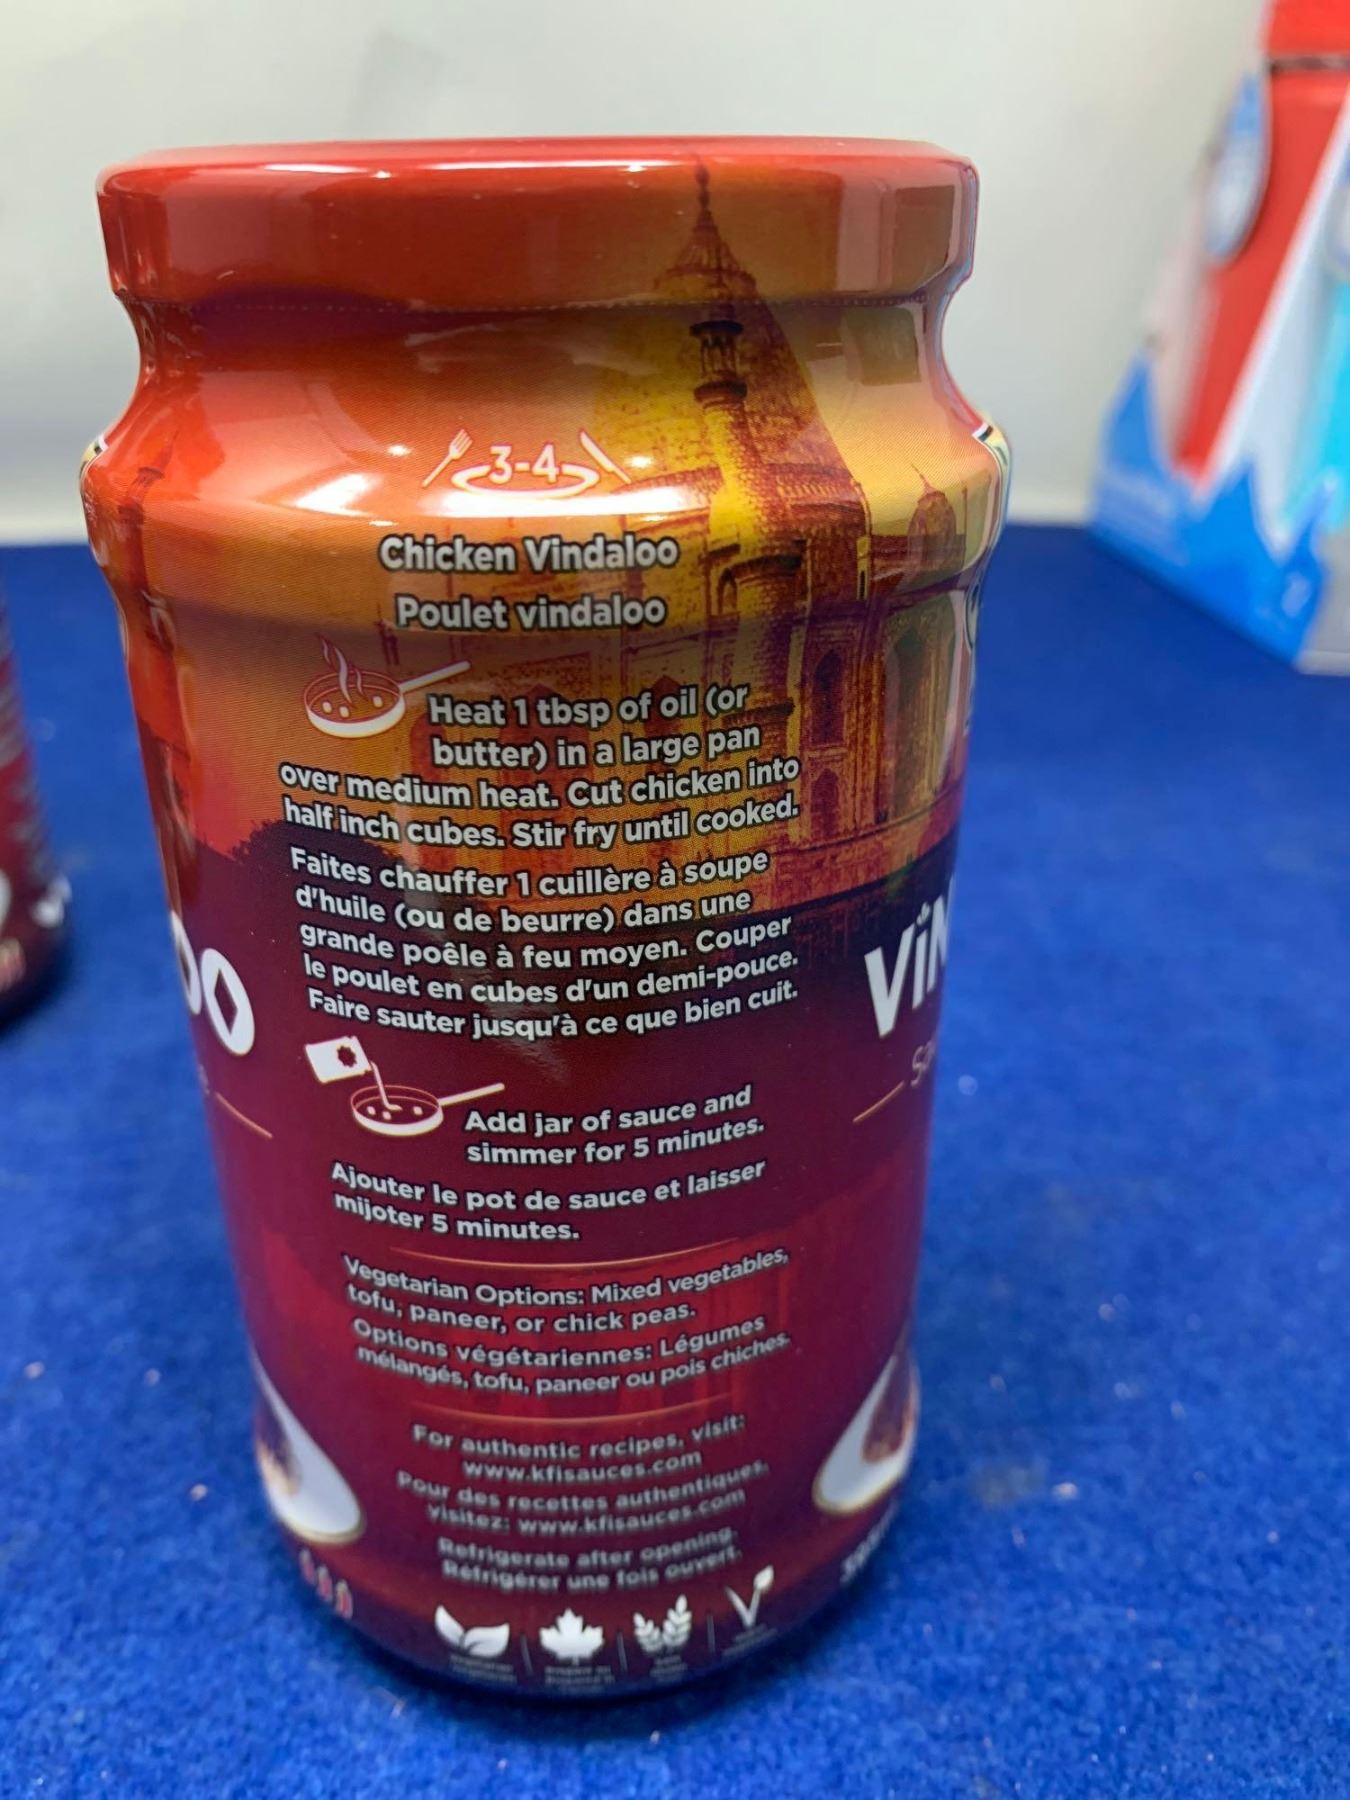 3-4
Chicken Vindaloo
Poulet vindaloo
Heat 1 tbsp of oil (or
butter) in a large pan
over medium heat. Cut chicken into
half inch cubes. Stir fry until cooked.
Faites chauffer 1 cuillère à soupe
d'huile (ou de beurre) dans une
grande poêle à feu moyen. Couper
le poulet en cubes d'un demi-pouce.
Faire sauter jusqu'à ce que bien cuit.
OO
VIN
Add jar of sauce and
simmer for 5 minutes.
Ajouter le pot de sauce et laisser
mijoter 5 minutes.
Vegetarian Options: Mixed vegetables,
tofu, paneer, or chick peas.
Options végétariennes: Légumes
mélangés, tofu, paneer ou pois chiches.
For authentic recipes, visit:
www.kfisauces.com
Pour des recettes authentiques,
visitez: www.kfisauces.com
Refrigerate after opening.
Réfrigérer une fois ouvert.